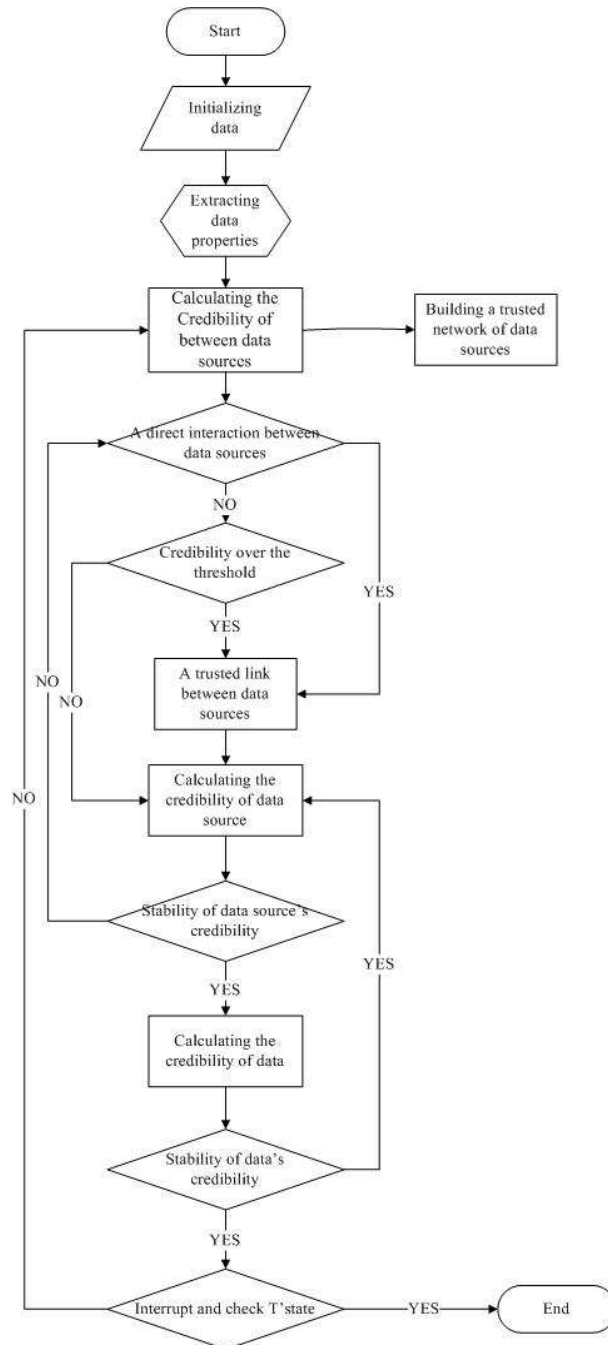 Start
Initializing
data
Extracting
data
properties
Calculating the
Credibility of
between data
sources
Building a trusted
network of data
sources
A direct interaction between
data sources
NO
Credibility over the
threshold
YES
YES
A trusted link
between data
sources
NO
NO
Calculating the
credibility of data
source
NO
Stability of data source's
credibility
YES
YES
Calculating the
credibility of data
Stability of data's
credibility
YES
Interrupt and check T'state
YES
End